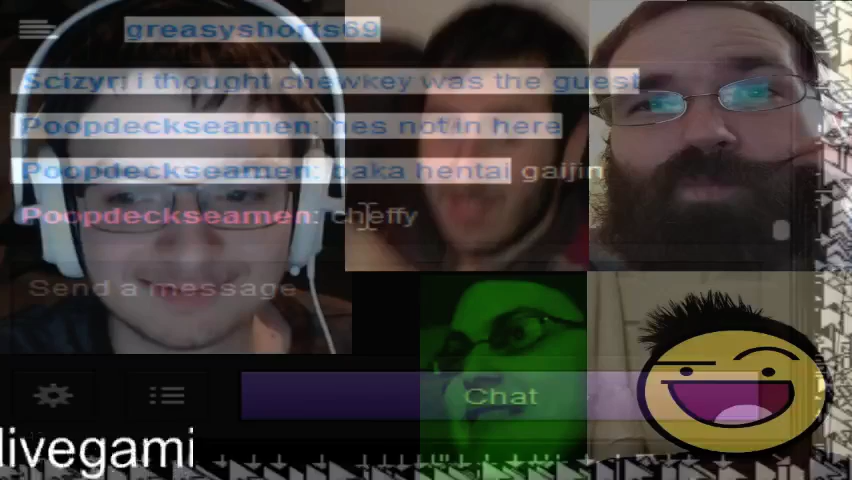 greasyshorts69
Scizyr: i thought chewkey was the guest
Poopdeckseamen: hes not in here
Poopdeckseamen: baka hentai gaijin
Poopdeckseamen: cheffy
Send a message
Chat
livegami